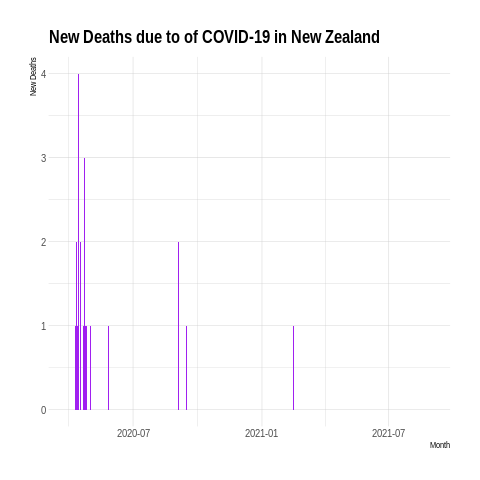 New Deaths due to of COVID-19 in New Zealand
New Deaths
4
3
2
1
0
2020-07
2021-01
2021-07
Month